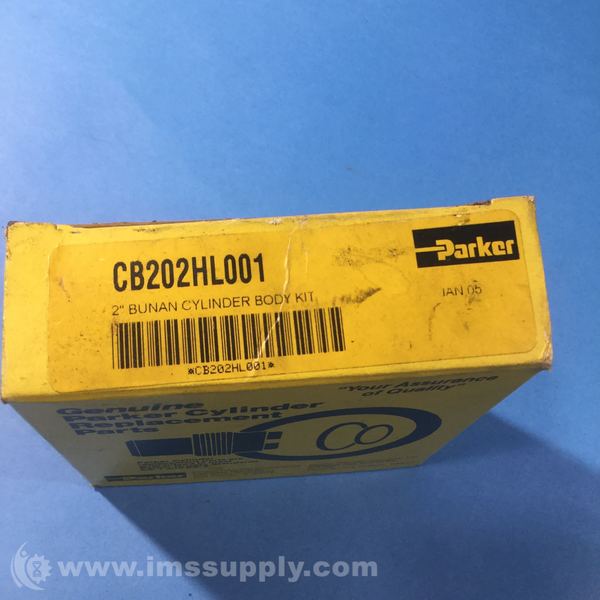 Parker
CB202HL001
2" BUNAN CYLINDER BODY KIT
JAN 05
*CB202HL001*
Genuine
Parker Cylinder
Replacement
Parts
"Your Assurance
of Quality"
Parker
www.imssupply.com